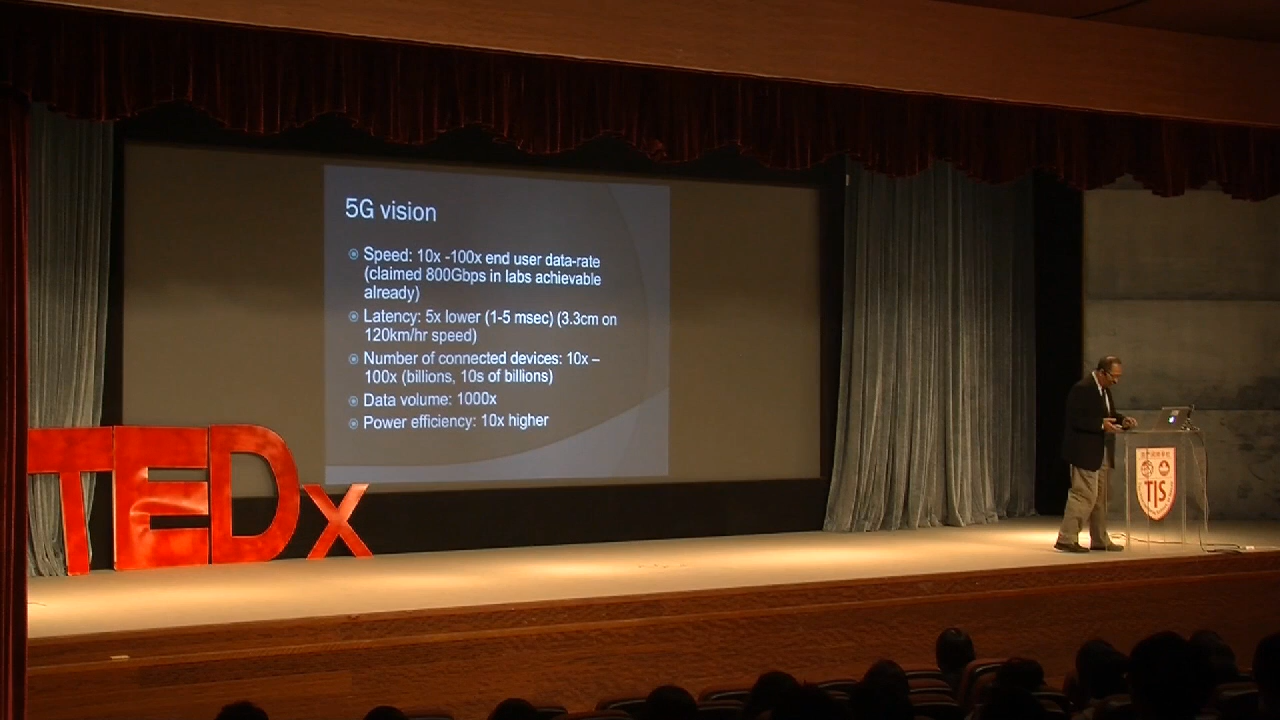 5G vision
Speed: 10x -100x end user data-rate
(claimed 800Gbps in labs achievable
already)
Latency: 5x lower (1-5 msec) (3.3cm on
120km/hr speed)
Number of connected devices: 10x –
100x (billions, 10s of billions)
Data volume: 1000x
Power efficiency: 10x higher
TEDx
TIS